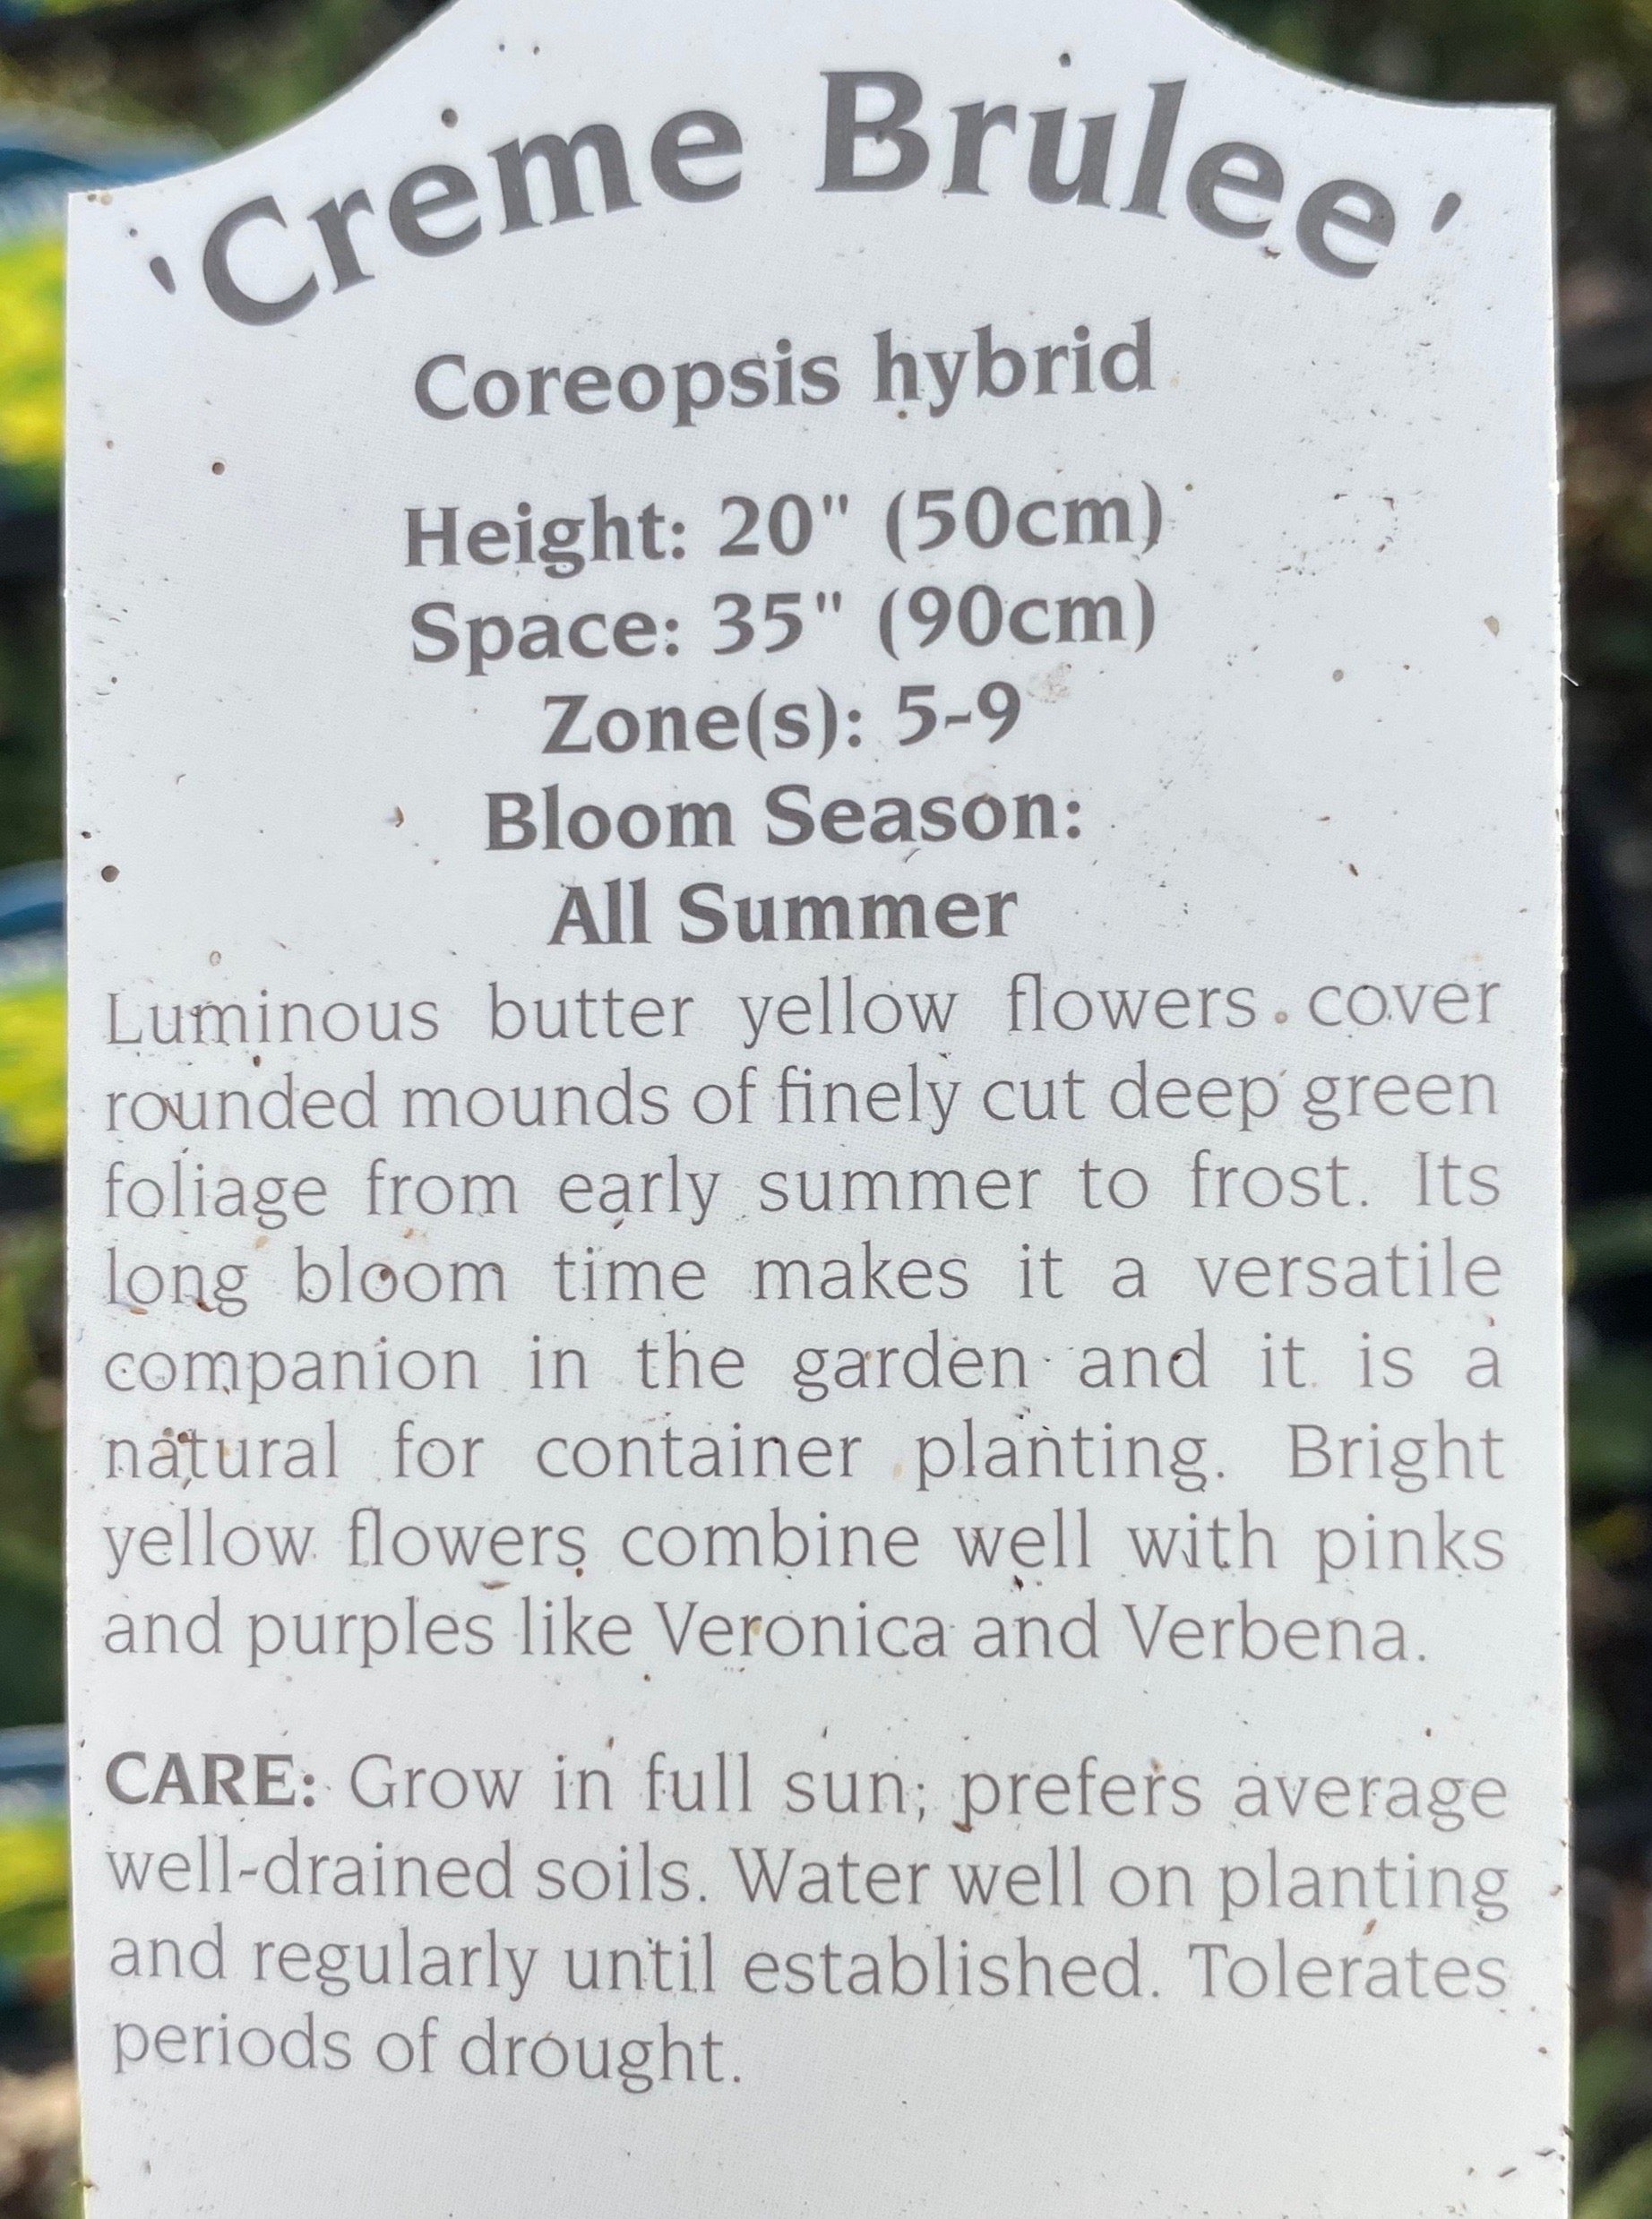 'Creme Brulee'
Coreopsis hybrid
Height: 20" (50cm)
Space: 35" (90cm)
Zone(s): 5-9
Bloom Season:
All Summer
Luminous butter yellow flowers cover
rounded mounds of finely cut deep green
foliage from early summer to frost. Its
long bloom time makes it a versatile
companion in the garden and it is a
natural for container planting. Bright
yellow flowers combine well with pinks
and purples like Veronica and Verbena.
CARE: Grow in full sun; prefers average
well-drained soils. Water well on planting
and regularly until established. Tolerates
periods of drought.